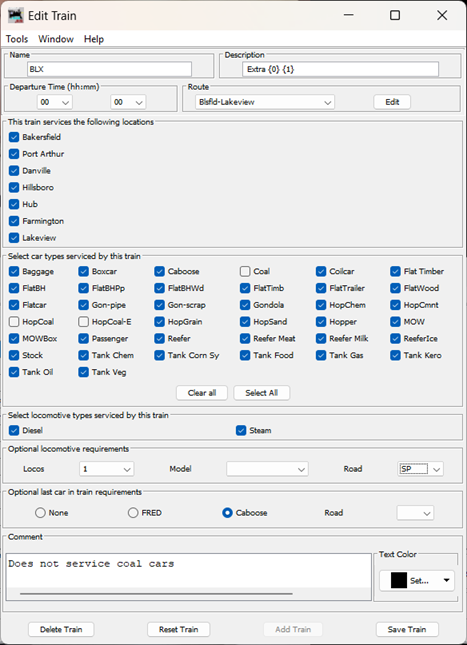 Edit Train
Tools Window Help
Name Description
BLX Extra {0} {1}
Departure Time (hh:mm) Route
00 00 Blsfld-Lakeview Edit
This train services the following locations
Bakersfield
Port Arthur
Danville
Hillsboro
Hub
Farmington
Lakeview
Select car types serviced by this train
Baggage Boxcar Caboose Coal Coilcar Flat Timber
FlatBH FlatBHPp FlatBHWd FlatTimb FlatTrailer FlatWood
Flatcar Gon-pipe Gon-scrap Gondola HopChem HopCmnt
HopCoal HopCoal-E HopGrain HopSand Hopper MOW
MOWBox Passenger Reefer Reefer Meat Reefer Milk ReeferIce
Stock Tank Chem Tank Corn Sy Tank Food Tank Gas Tank Kero
Tank Oil Tank Veg
Clear all Select All
Select locomotive types serviced by this train
Diesel Steam
Optional locomotive requirements
Locos 1 Model Road SP
Optional last car in train requirements
None FRED Caboose Road
Comment Text Color
Does not service coal cars
Set...
Delete Train Reset Train Add Train Save Train